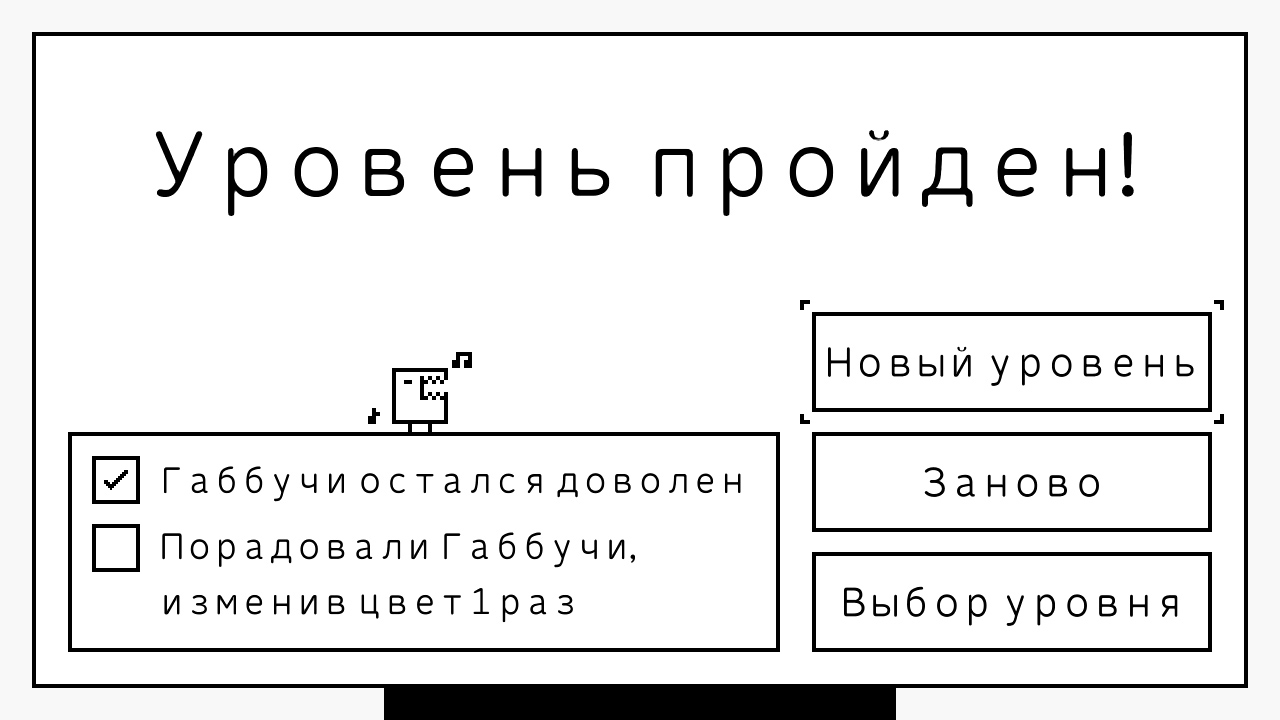 Уровень пройден!
Габбучи остался доволен
Порадовали Габбучи,
изменив цвет 1 раз
Новый уровень
Заново
Выбор уровня